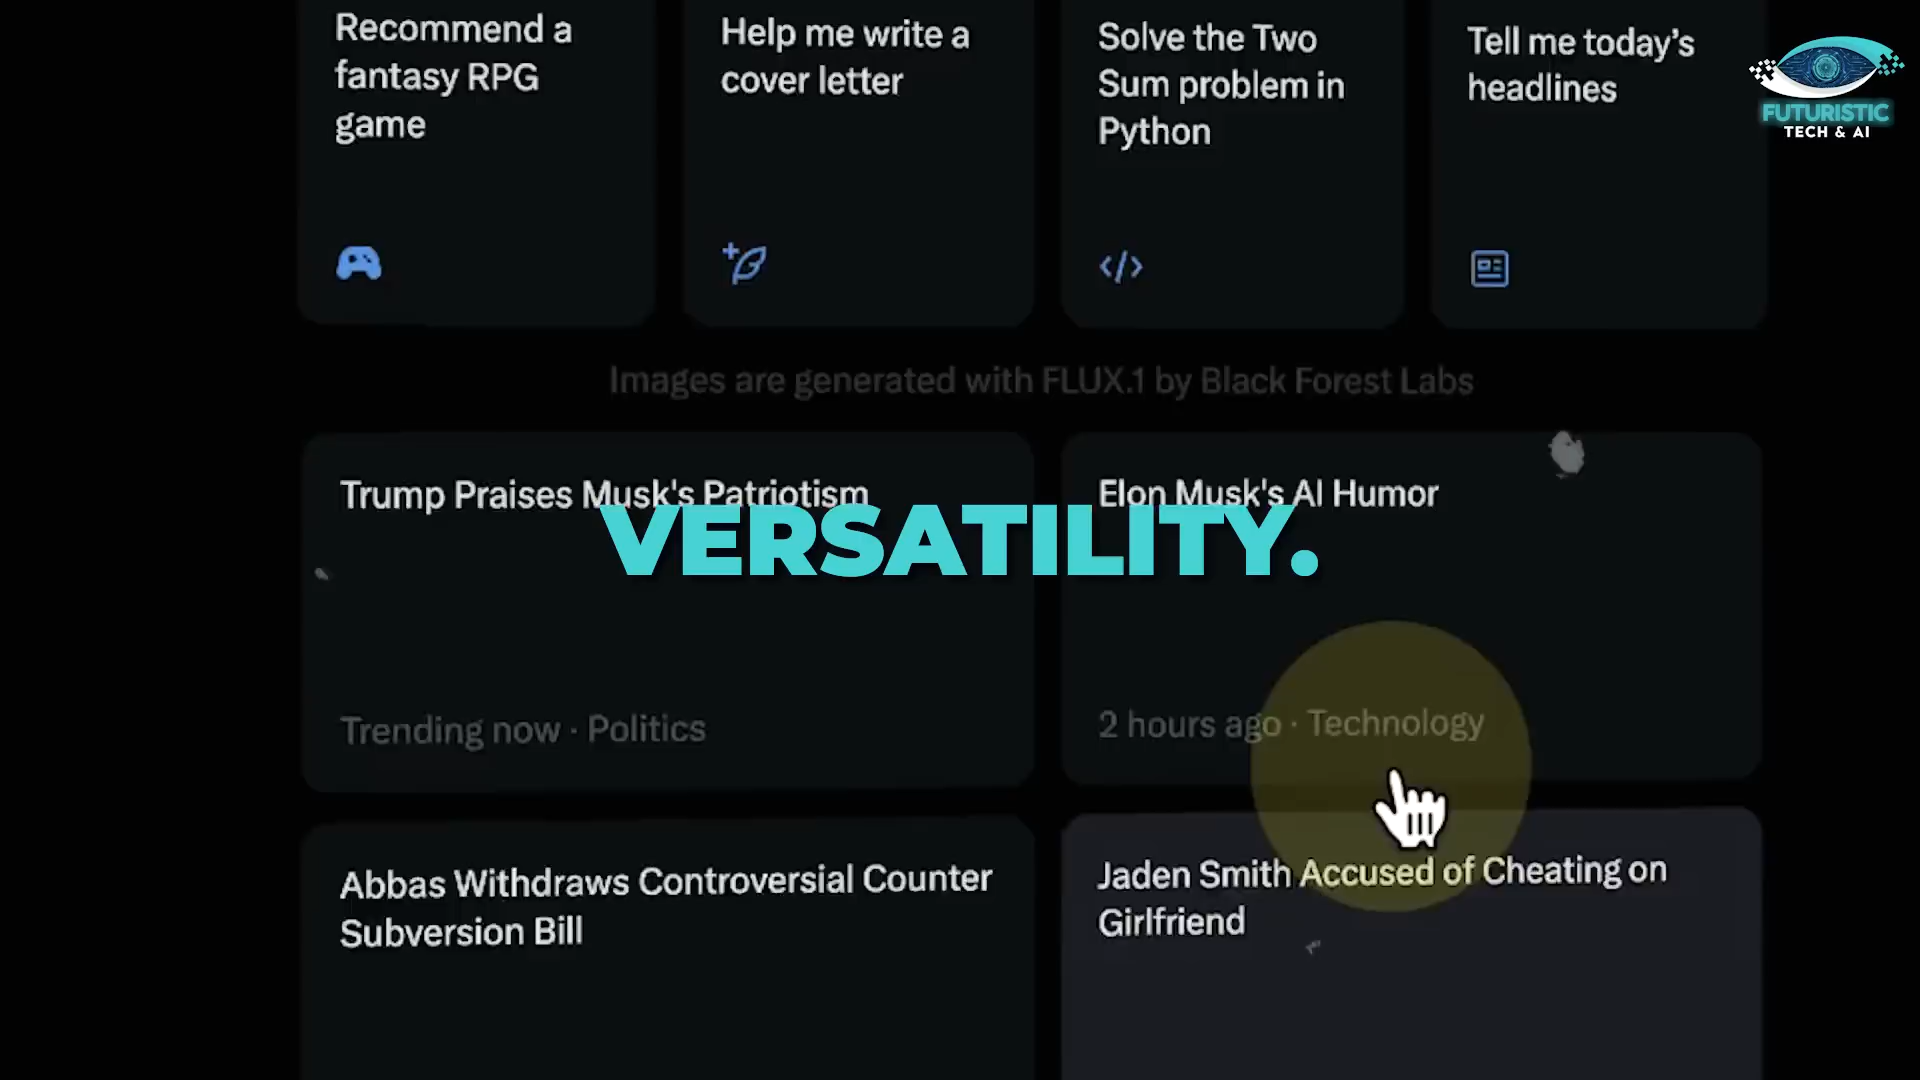 Recommend a
fantasy RPG
game
Help me write a
cover letter
Solve the Two
Sum problem in
Python
Tell me today's
headlines
FUTURISTIC
TECH & AI
Images are generated with FLUX.1 by Black Forest Labs
Trump Praises Musk's Patriotism
Trending now · Politics
Elon Musk's AI Humor
2 hours ago · Technology
VERSATILITY.
Abbas Withdraws Controversial Counter
Subversion Bill
Jaden Smith Accused of Cheating on
Girlfriend